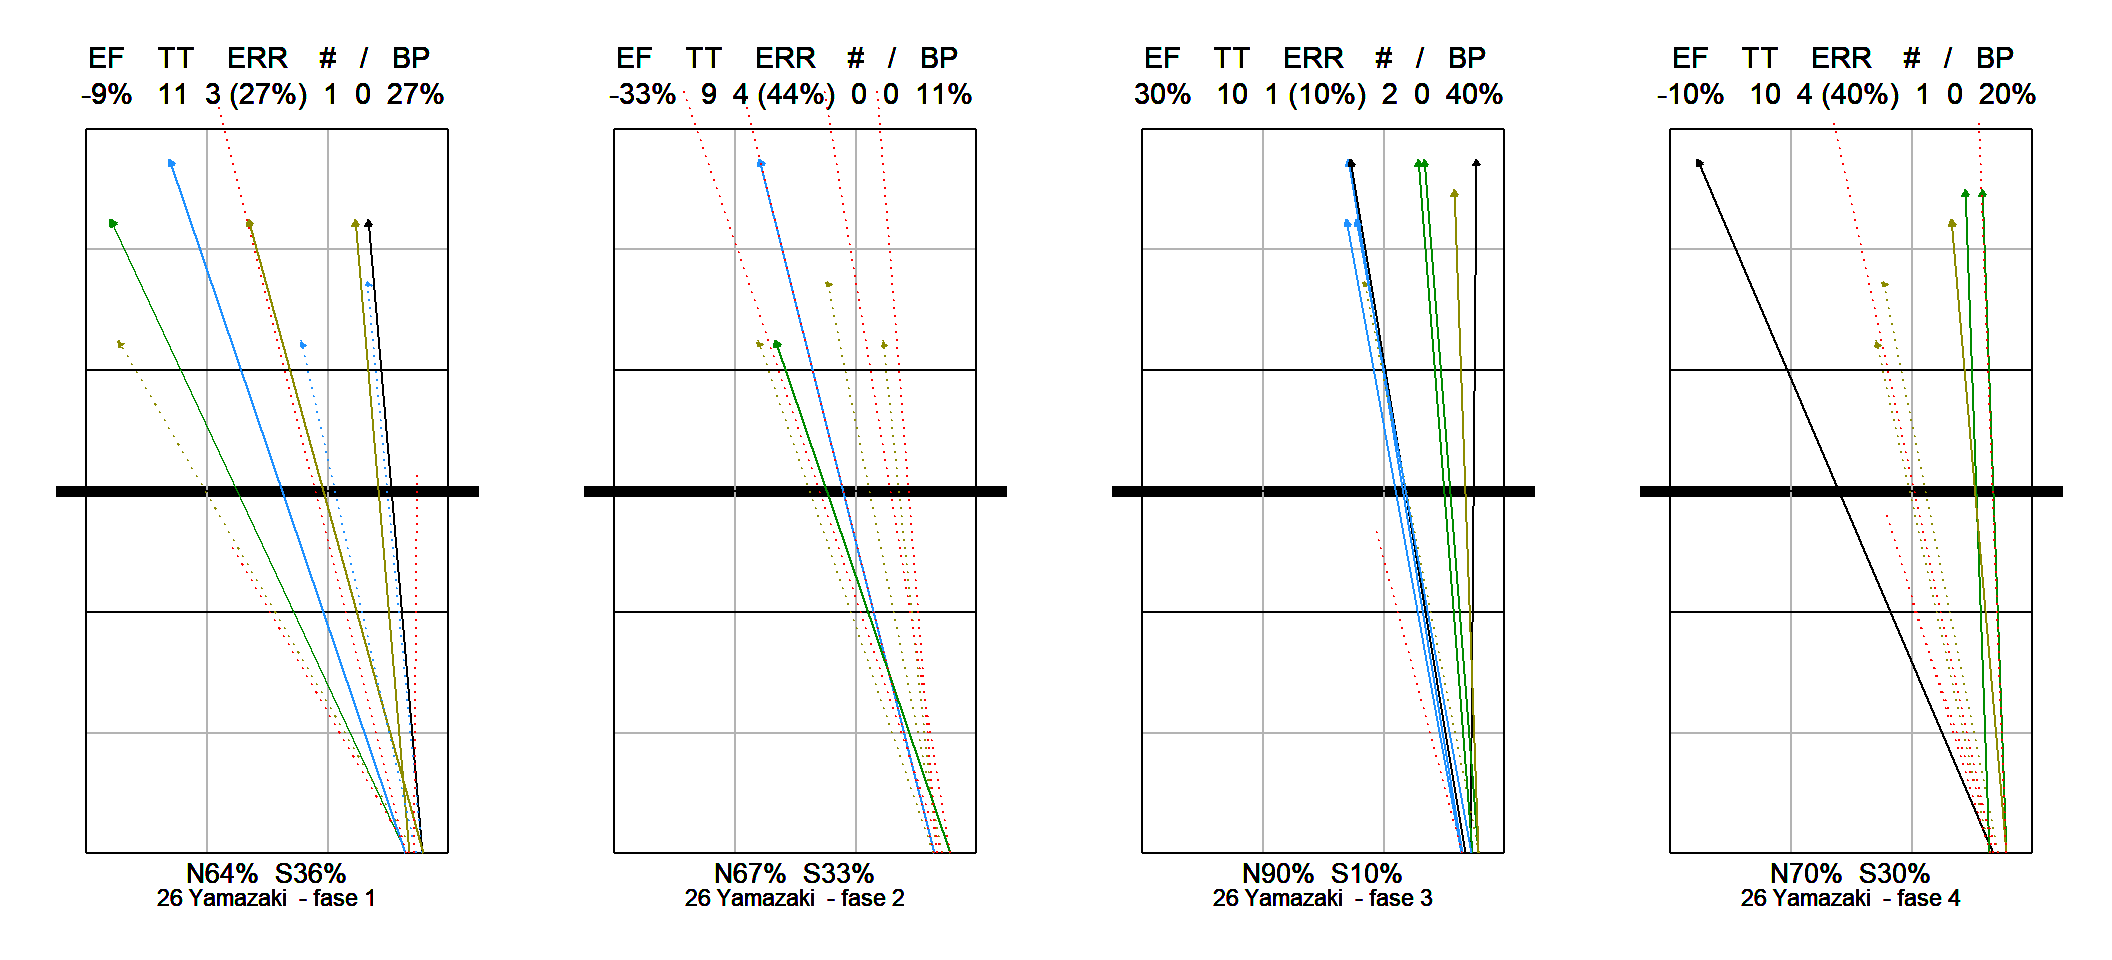 EF TT ERR # / BP
-9% 11 3 (27%) 1 0 27%
N64% S36%
26 Yamazaki - fase 1
EF TT ERR # / BP
-33% 9 4 (44%) 0 0 11%
N67% S33%
26 Yamazaki - fase 2
EF TT ERR # / BP
30% 10 1 (10%) 2 0 40%
N90% S10%
26 Yamazaki - fase 3
EF TT ERR # / BP
-10% 10 4 (40%) 1 0 20%
N70% S30%
26 Yamazaki - fase 4